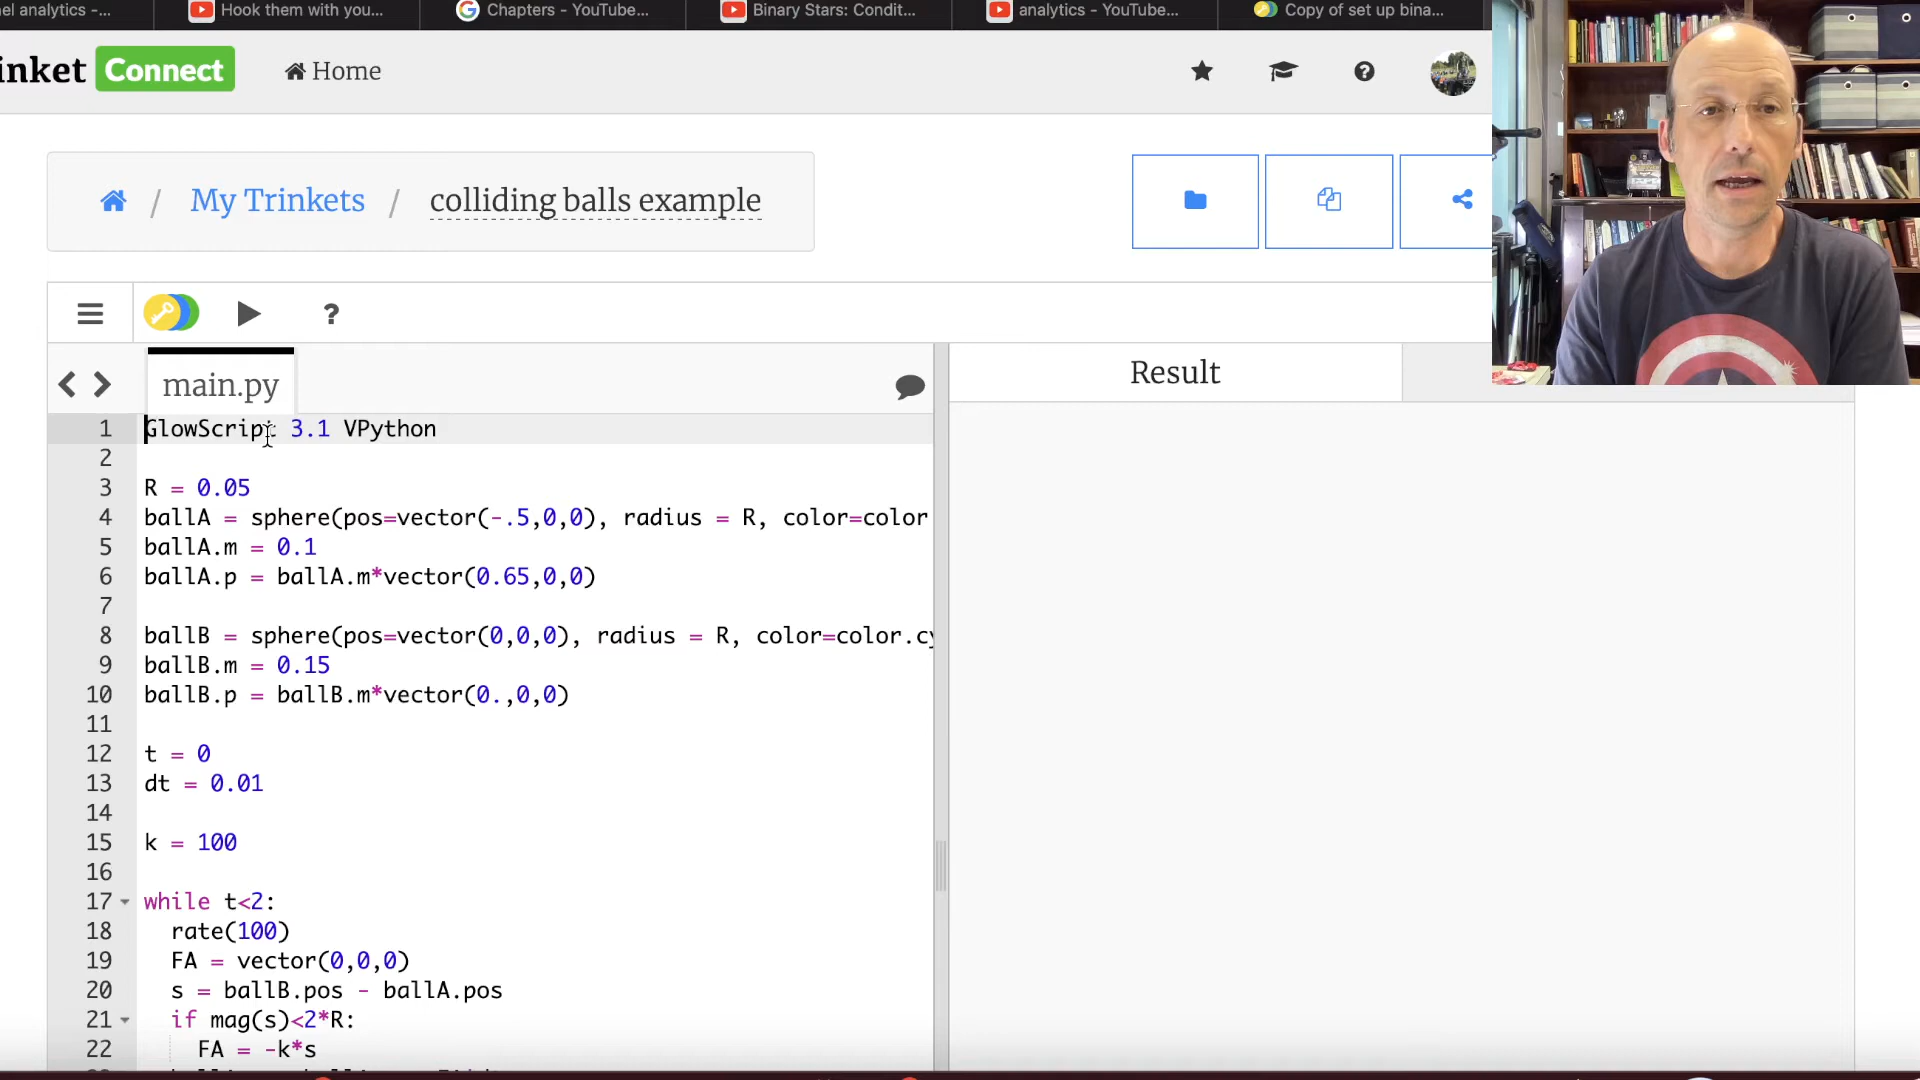 el analytics -
Hook them with you...
Chapters - YouTube...
Binary Stars: Condit...
analytics - YouTube...
Copy of set up bina...
inket Connect Home
/ My Trinkets / colliding balls example
?
main.py
Result
1 GlowScript 3.1 VPython
2
3 R = 0.05
4 ballA = sphere(pos=vector(-.5,0,0), radius = R, color=color
5 ballA.m = 0.1
6 ballA.p = ballA.m*vector(0.65,0,0)
7
8 ballB = sphere(pos=vector(0,0,0), radius = R, color=color.cy
9 ballB.m = 0.15
10 ballB.p = ballB.m*vector(0.,0,0)
11
12 t = 0
13 dt = 0.01
14
15 k = 100
16
17 while t<2:
18 rate(100)
19 FA = vector(0,0,0)
20 s = ballB.pos - ballA.pos
21 if mag(s)<2*R:
22 FA = -k*s